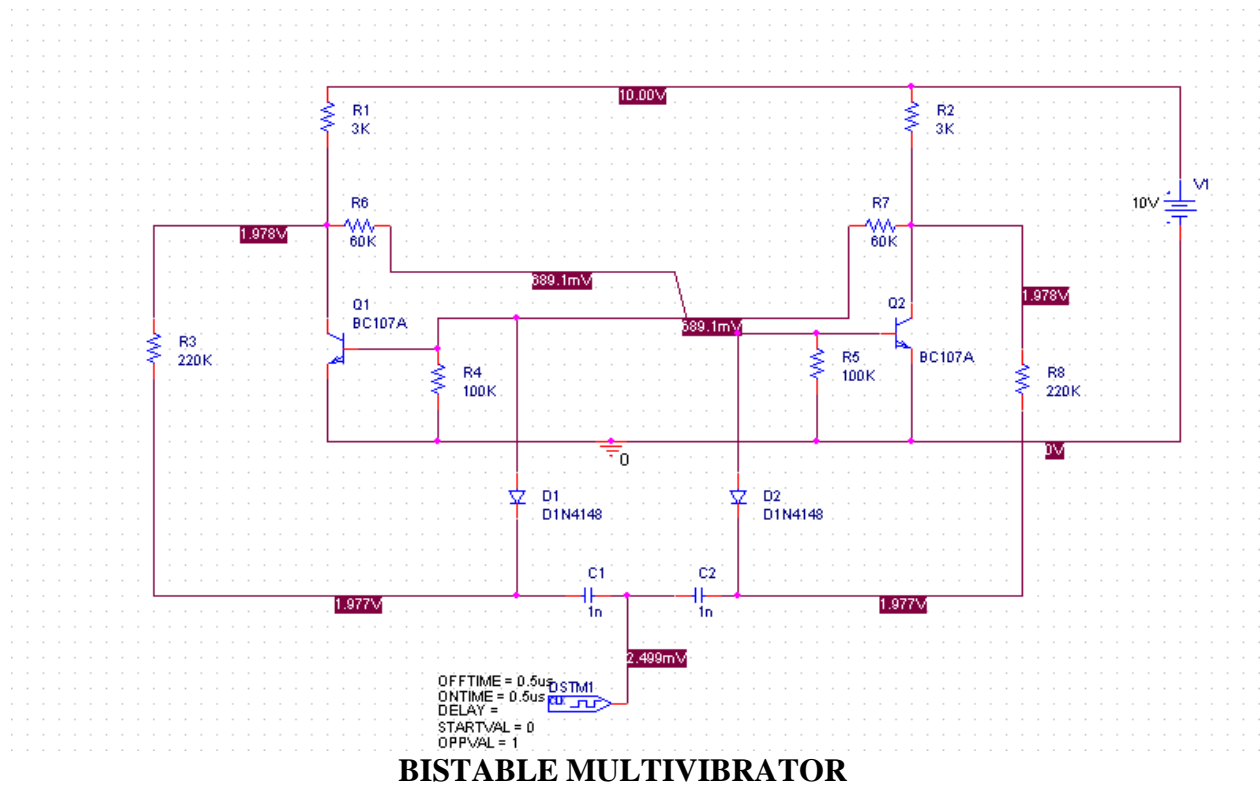 10.00V
R1
3K
R2
3K
V1
10V
R6
60K
R7
60K
1.978V
689.1mV
1.978V
Q1
BC107A
Q2
BC107A
689.1mV
R3
220K
R4
100K
R5
100K
R8
220K
0
0V
D1
D1N4148
D2
D1N4148
C1
1n
C2
1n
1.977V
1.977V
2.499mV
OFFTIME = 0.5us
DSTM1
ONTIME = 0.5us
CLK
DELAY =
STARTVAL = 0
OPPVAL = 1
BISTABLE MULTIVIBRATOR